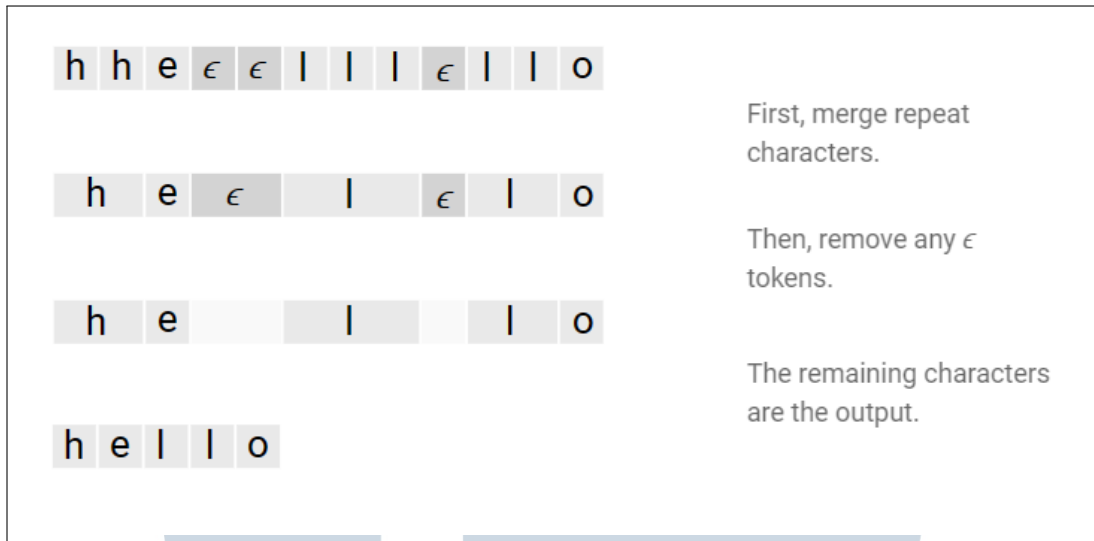 h h e ϵ ϵ l l l ϵ l l o
First, merge repeat
characters.
h e ϵ l ϵ l o
Then, remove any ϵ
tokens.
h e l l o
The remaining characters
are the output.
h e l l o